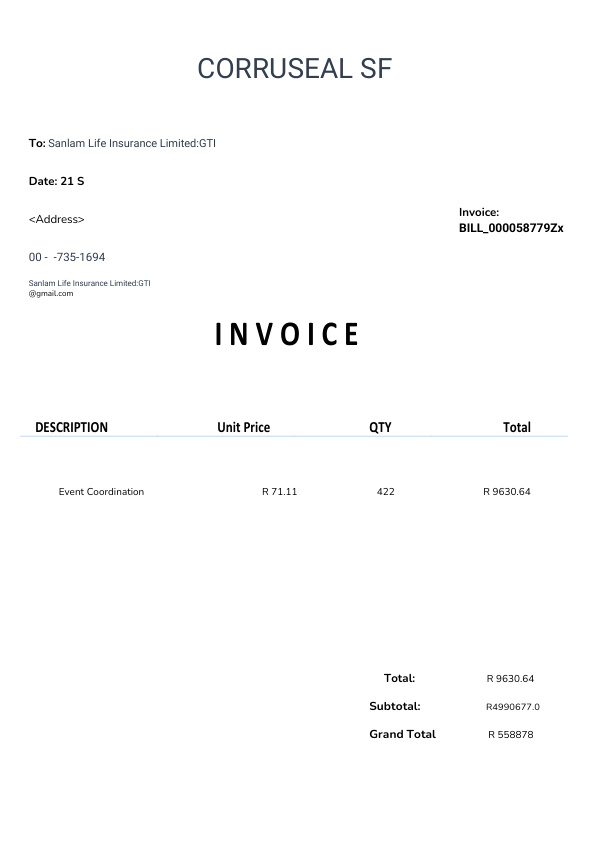 CORRUSEAL SF
To: Sanlam Life Insurance Limited:GTI
Date: 21 S
<Address>
Invoice:
BILL_000058779Zx
00 -  -735-1694
Sanlam Life Insurance Limited:GTI
@gmail.com
INVOICE
DESCRIPTION Unit Price QTY Total
Event Coordination R 71.11 422 R 9630.64
Total: R 9630.64
Subtotal: R4990677.0
Grand Total R 558878